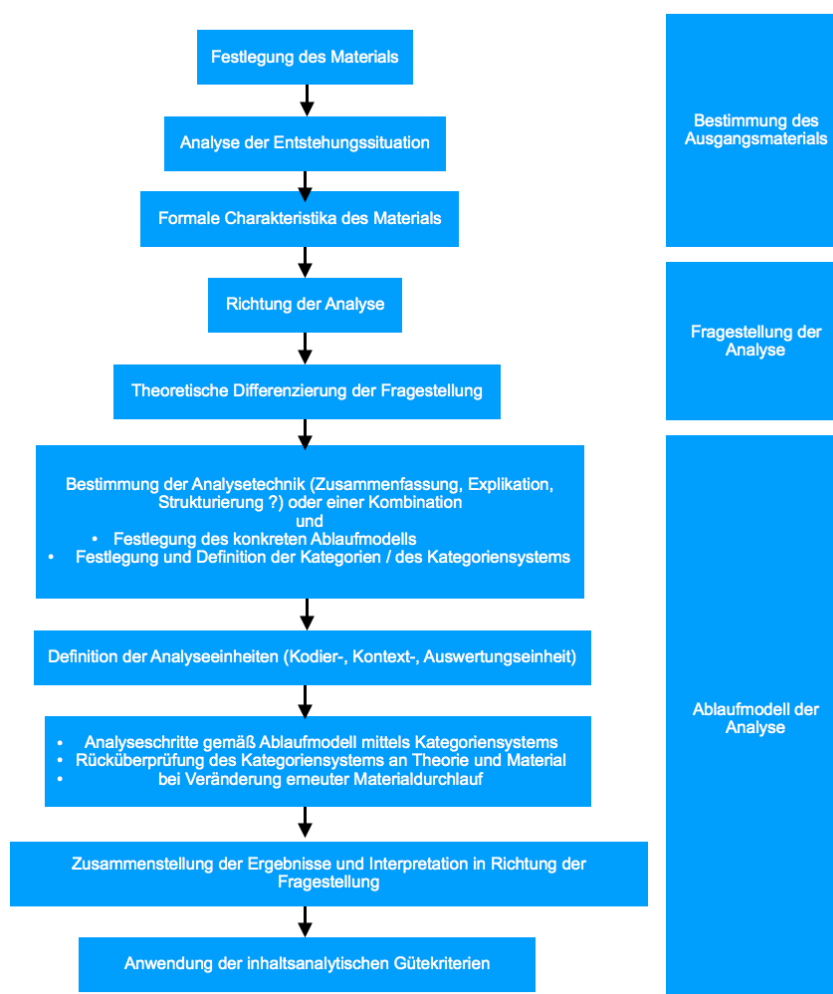 Festlegung des Materials
Analyse der Entstehungssituation
Formale Charakteristika des Materials
Richtung der Analyse
Theoretische Differenzierung der Fragestellung
Bestimmung der Analysetechnik (Zusammenfassung, Explikation,
Strukturierung ?) oder einer Kombination
und
• Festlegung des konkreten Ablaufmodells
• Festlegung und Definition der Kategorien / des Kategoriensystems
Definition der Analyseeinheiten (Kodier-, Kontext-, Auswertungseinheit)
• Analyseschritte gemäß Ablaufmodell mittels Kategoriensystems
• Rücküberprüfung des Kategoriensystems an Theorie und Material
• bei Veränderung erneuter Materialdurchlauf
Zusammenstellung der Ergebnisse und Interpretation in Richtung der
Fragestellung
Anwendung der inhaltsanalytischen Gütekriterien
Bestimmung des
Ausgangsmaterials
Fragestellung der
Analyse
Ablaufmodell der
Analyse